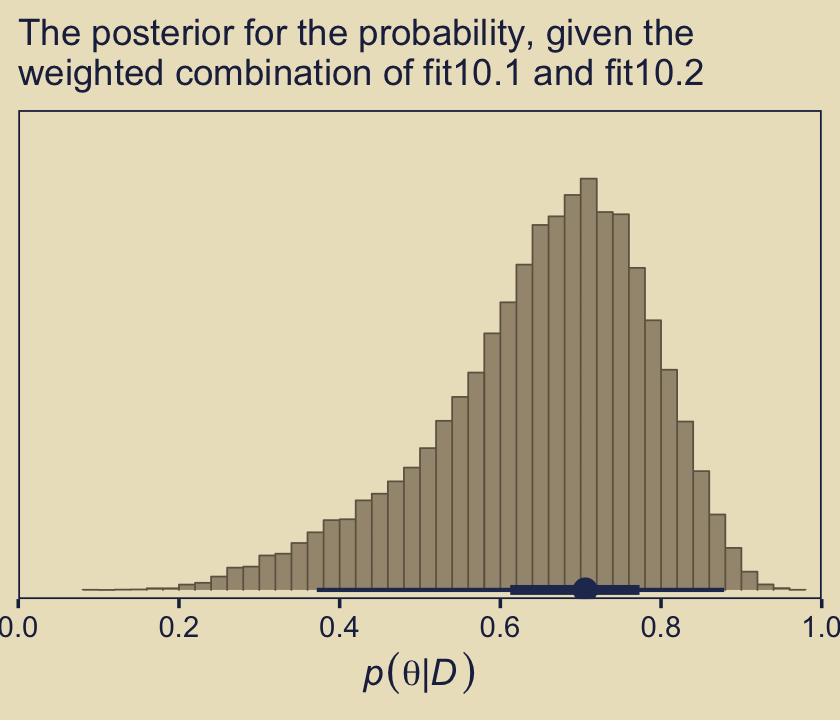 The posterior for the probability, given the
weighted combination of fit10.1 and fit10.2
0.0 0.2 0.4 0.6 0.8 1.0
p(θ|D)